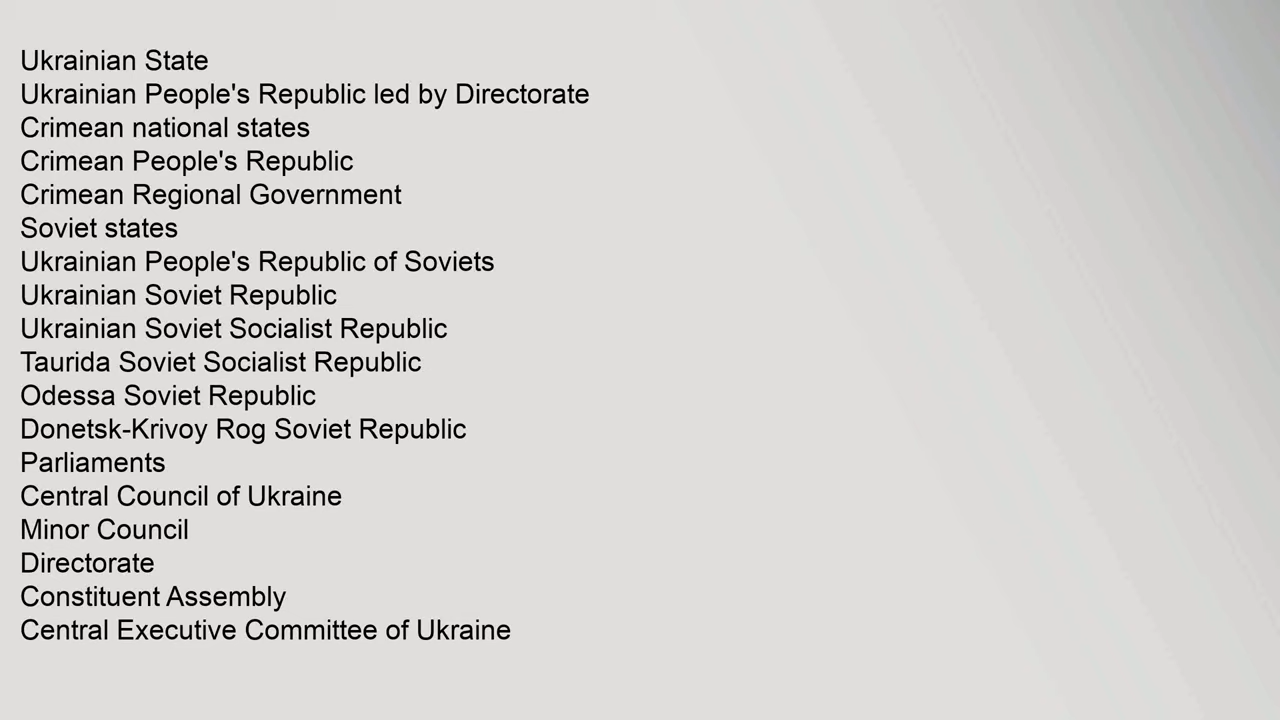 Ukrainian State
Ukrainian People's Republic led by Directorate
Crimean national states
Crimean People's Republic
Crimean Regional Government
Soviet states
Ukrainian People's Republic of Soviets
Ukrainian Soviet Republic
Ukrainian Soviet Socialist Republic
Taurida Soviet Socialist Republic
Odessa Soviet Republic
Donetsk-Krivoy Rog Soviet Republic
Parliaments
Central Council of Ukraine
Minor Council
Directorate
Constituent Assembly
Central Executive Committee of Ukraine